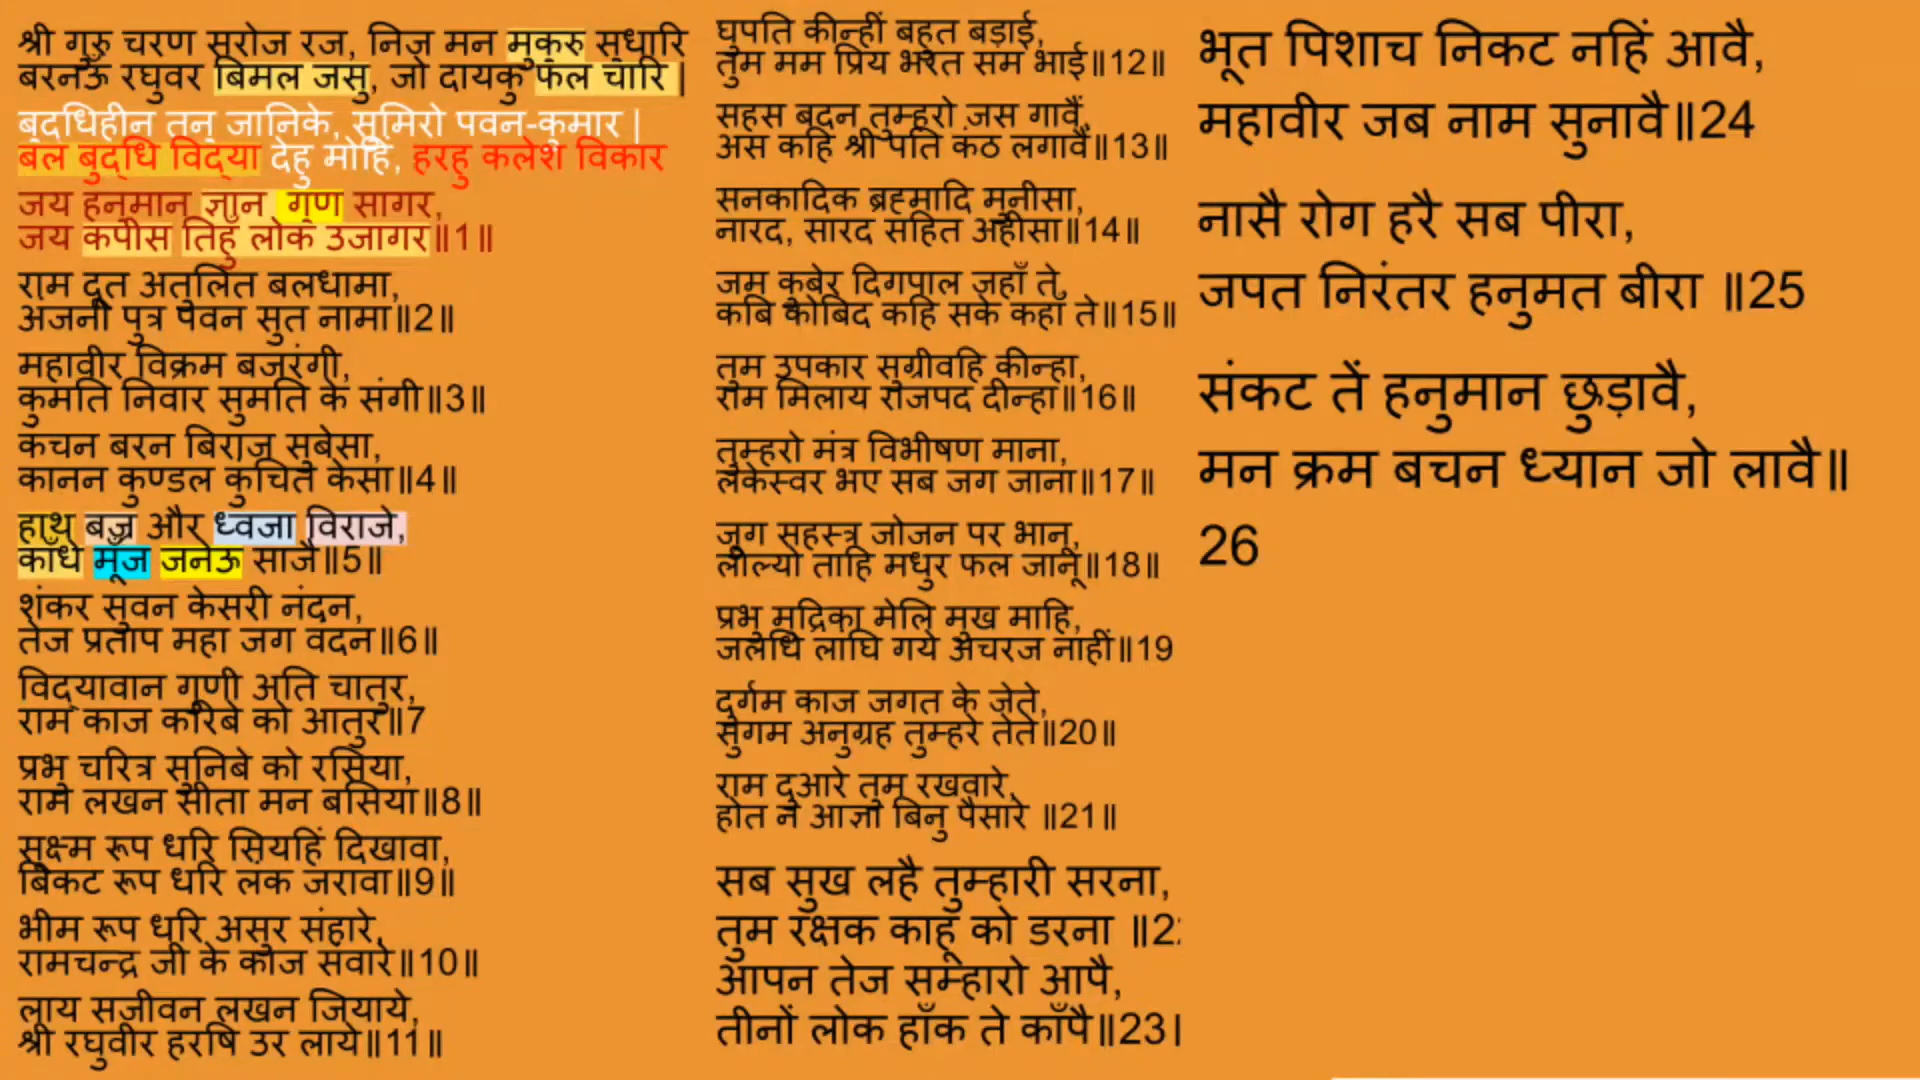 श्री गुरु चरण सरोज रज, निज मन मुकुरु सुधारि
बरनऊँ रघुवर बिमल जसु, जो दायकु फल चारि |
बुद्धिहीन तनु जानिके, सुमिरो पवन-कुमार |
बल बुद्धि विद्या देहु मोहि, हरहु कलेश विकार
जय हनुमान ज्ञान गुण सागर,
जय कपीस तिहुँ लोक उजागर॥1॥
राम दूत अतुलित बलधामा,
अंजनी पुत्र पवन सुत नामा॥2॥
महावीर विक्रम बजरंगी,
कुमति निवार सुमति के संगी॥3॥
कंचन बरन बिराज सुबेसा,
कानन कुण्डल कुंचित केसा॥4॥
हाथ बज्र और ध्वजा विराजे,
काँधे मूँज जनेऊ साजै॥5॥
शंकर सुवन केसरी नंदन,
तेज प्रताप महा जग वंदन॥6॥
विद्यावान गुणी अति चातुर,
राम काज करिबे को आतुर॥7
प्रभु चरित्र सुनिबे को रसिया,
राम लखन सीता मन बसिया॥8॥
सूक्ष्म रूप धरि सियहिं दिखावा,
बिकट रूप धरि लंक जरावा॥9॥
भीम रूप धरि असुर संहारे,
रामचन्द्र जी के काज संवारे॥10॥
लाय सजीवन लखन जियाये,
श्री रघुवीर हरषि उर लाये॥11॥
घुपति कीन्हीं बहुत बड़ाई,
तुम मम प्रिय भरत सम भाई॥12॥
सहस बदन तुम्हरो जस गावैं,
अस कहि श्री पति कंठ लगावैं॥13॥
सनकादिक ब्रह्मादि मुनीसा,
नारद, सारद सहित अहीसा॥14॥
जम कुबेर दिगपाल जहाँ ते,
कबि कोबिद कहि सके कहाँ ते॥15॥
तुम उपकार सुग्रीवहि कीन्हा,
राम मिलाय राजपद दीन्हा॥16॥
तुम्हरो मंत्र विभीषण माना,
लंकेस्वर भए सब जग जाना॥17॥
जुग सहस्त्र जोजन पर भानू,
लील्यो ताहि मधुर फल जानू॥18॥
प्रभु मुद्रिका मेलि मुख माहि,
जलधि लांघि गये अचरज नाहीं॥19
दुर्गम काज जगत के जेते,
सुगम अनुग्रह तुम्हरे तेते॥20॥
राम दुआरे तुम रखवारे,
होत न आज्ञा बिनु पैसारे ॥21॥
सब सुख लहै तुम्हारी सरना,
तुम रक्षक काहू को डरना ॥2
आपन तेज सम्हारो आपै,
तीनों लोक हाँक ते काँपै॥23|
भूत पिशाच निकट नहिं आवै,
महावीर जब नाम सुनावै॥24
नासै रोग हरै सब पीरा,
जपत निरंतर हनुमत बीरा ॥25
संकट तें हनुमान छुड़ावै,
मन क्रम बचन ध्यान जो लावै॥
26